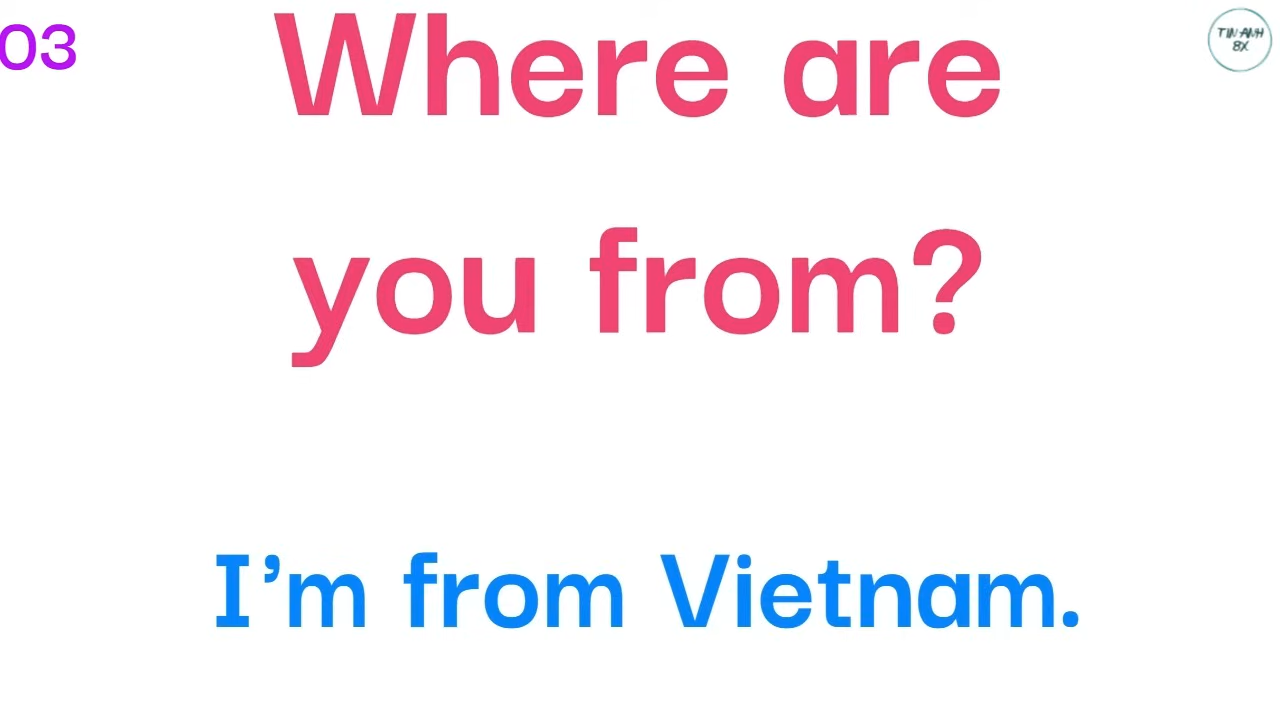 03
TIN ANH
8X
Where are
you from?
I’m from Vietnam.